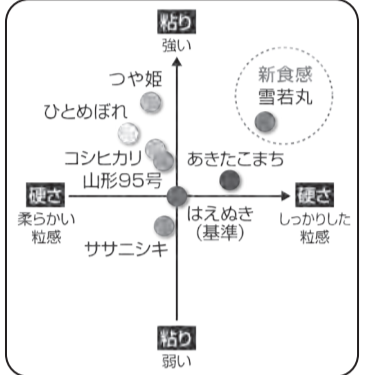 粘り
強い
新食感
雪若丸
つや姫
ひとめぼれ
コシヒカリ
山形95号
あきたこまち
硬さ
柔らかい
粒感
はえぬき
(基準)
硬さ
しっかりした
粒感
ササニシキ
粘り
弱い